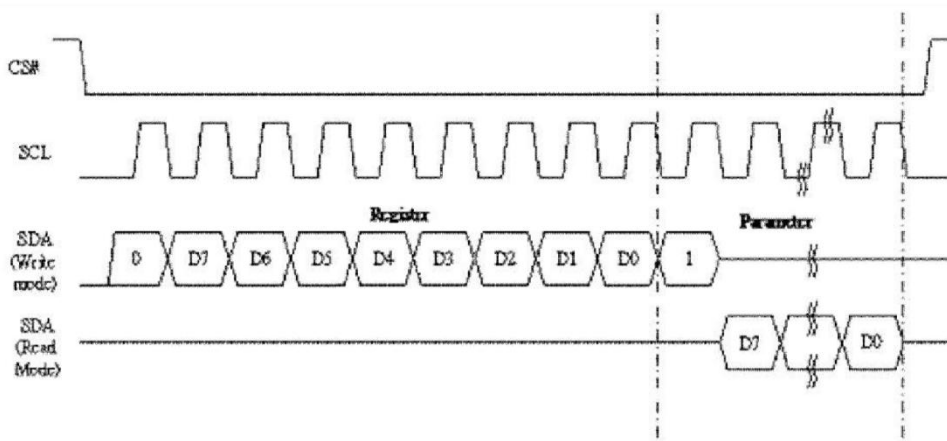 CS#
SCL
Register
Parameter
SDA
(Write
mode)
0 D7 D6 D5 D4 D3 D2 D1 D0 1
SDA
(Read
Mode)
D7 D0